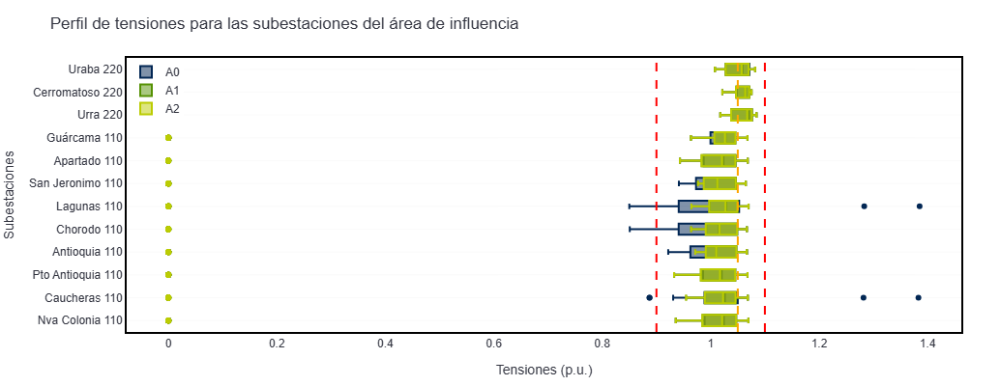 Perfil de tensiones para las subestaciones del área de influencia
A0
A1
A2
Subestaciones
Uraba 220
Cerromatoso 220
Urra 220
Guárcama 110
Apartado 110
San Jeronimo 110
Lagunas 110
Chorodo 110
Antioquia 110
Pto Antioquia 110
Caucheras 110
Nva Colonia 110
0 0.2 0.4 0.6 0.8 1 1.2 1.4
Tensiones (p.u.)